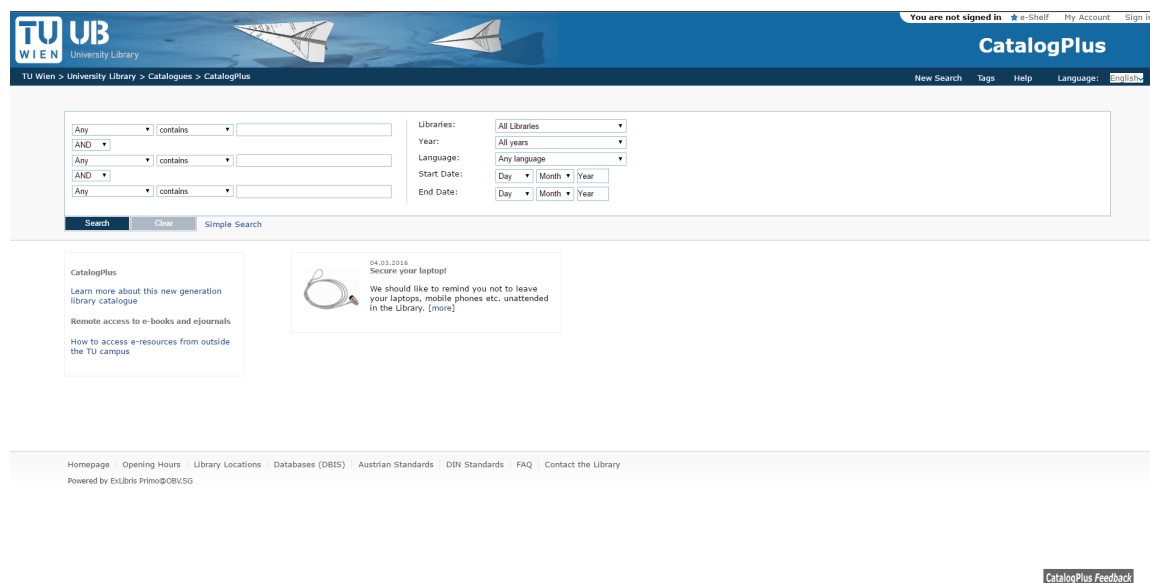 You are not signed in e-Shelf My Account Sign in
TU UB
WIEN University Library
CatalogPlus
TU Wien > University Library > Catalogues > CatalogPlus
New Search Tags Help Language: English
Any contains
AND
Any contains
AND
Any contains
Libraries: All Libraries
Year: All years
Language: Any language
Start Date: Day Month Year
End Date: Day Month Year
Search Clear Simple Search
CatalogPlus
Learn more about this new generation
library catalogue
Remote access to e-books and ejournals
How to access e-resources from outside
the TU campus
04.03.2016
Secure your laptop!
We should like to remind you not to leave
your laptops, mobile phones etc. unattended
in the Library. [more]
Homepage Opening Hours Library Locations Databases (DBIS) Austrian Standards DIN Standards FAQ Contact the Library
Powered by ExLibris Primo@OBV.SG
CatalogPlus Feedback